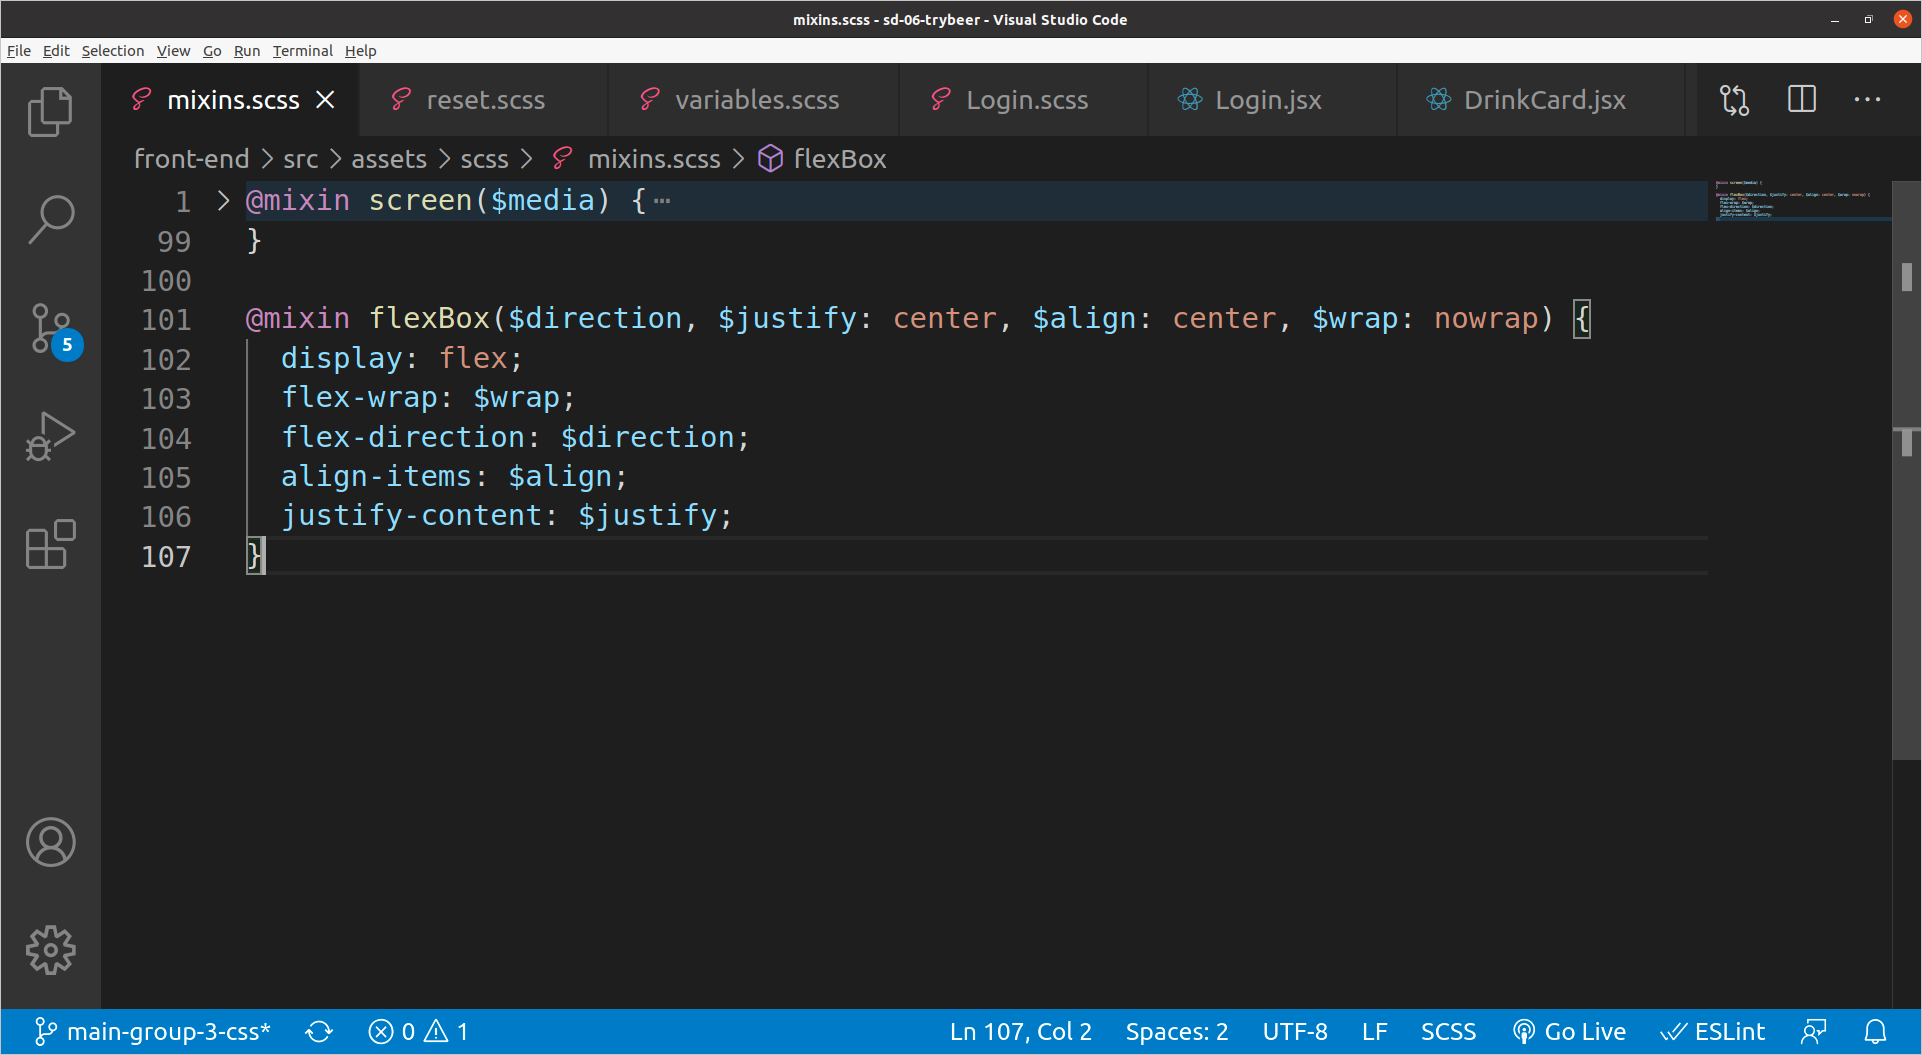 mixins.scss - sd-06-trybeer - Visual Studio Code
File Edit Selection View Go Run Terminal Help
mixins.scss reset.scss variables.scss Login.scss Login.jsx DrinkCard.jsx
front-end > src > assets > scss > mixins.scss > flexBox
1 > @mixin screen($media) { ⋯
99 }
100
101 @mixin flexBox($direction, $justify: center, $align: center, $wrap: nowrap) {
102 display: flex;
103 flex-wrap: $wrap;
104 flex-direction: $direction;
105 align-items: $align;
106 justify-content: $justify;
107 }
5
main-group-3-css* 0 1 Ln 107, Col 2 Spaces: 2 UTF-8 LF SCSS Go Live ESLint